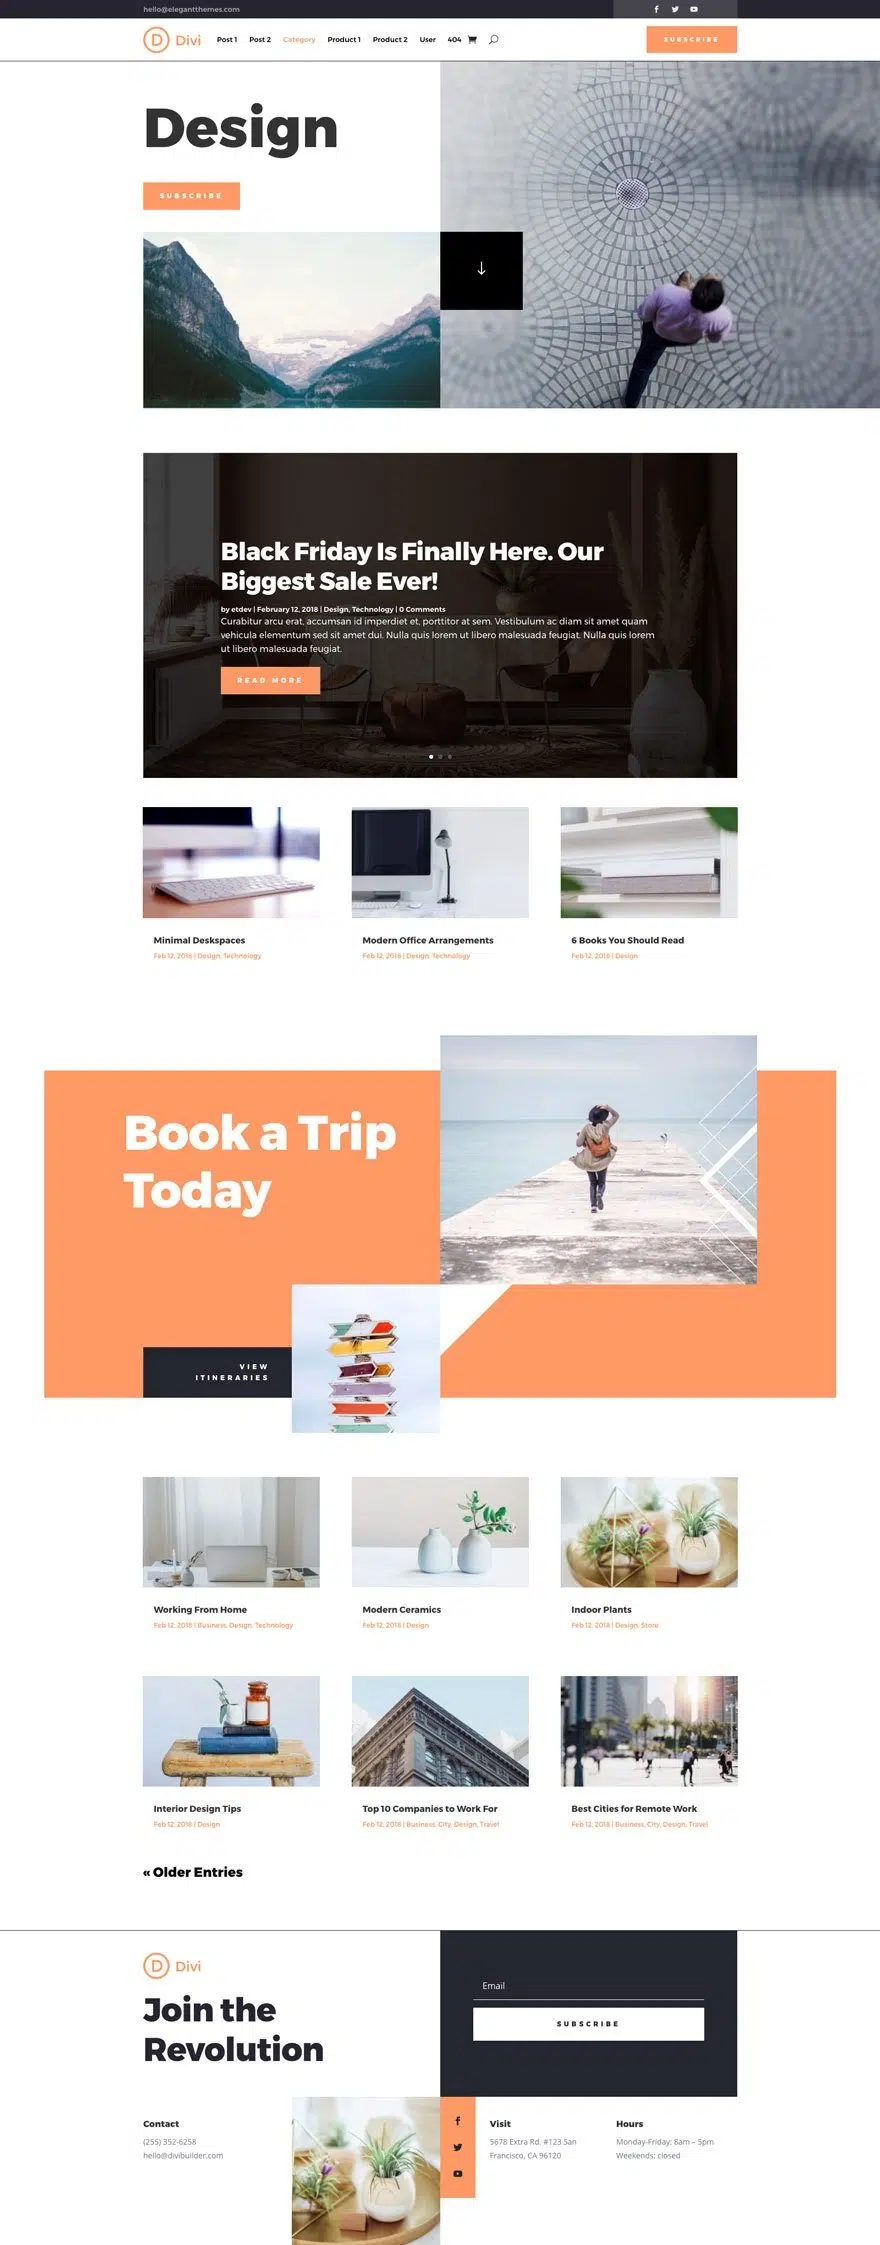 hello@elegantthemes.com
Divi
Post 1 Post 2 Category Product 1 Product 2 User 404
SUBSCRIBE
Design
SUBSCRIBE
Black Friday Is Finally Here. Our
Biggest Sale Ever!
by etdev | February 12, 2018 | Design, Technology | 0 Comments
Curabitur arcu erat, accumsan id imperdiet et, porttitor at sem. Vestibulum ac diam sit amet quam
vehicula elementum sed sit amet dui. Nulla quis lorem ut libero malesuada feugiat. Nulla quis lorem
ut libero malesuada feugiat.
READ MORE
Minimal Deskspaces
Feb 12, 2018 | Design, Technology
Modern Office Arrangements
Feb 12, 2018 | Design, Technology
6 Books You Should Read
Feb 12, 2018 | Design
Book a Trip
Today
VIEW
ITINERARIES
Working From Home
Feb 12, 2018 | Business, Design, Technology
Modern Ceramics
Feb 12, 2018 | Design
Indoor Plants
Feb 12, 2018 | Design, Store
Interior Design Tips
Feb 12, 2018 | Design
Top 10 Companies to Work For
Feb 12, 2018 | Business, City, Design, Travel
Best Cities for Remote Work
Feb 12, 2018 | Business, City, Design, Travel
« Older Entries
Divi
Join the
Revolution
Email
SUBSCRIBE
Contact
(255) 352-6258
hello@divibuilder.com
Visit
5678 Extra Rd. #123 San
Francisco, CA 96120
Hours
Monday-Friday: 8am – 5pm
Weekends: closed